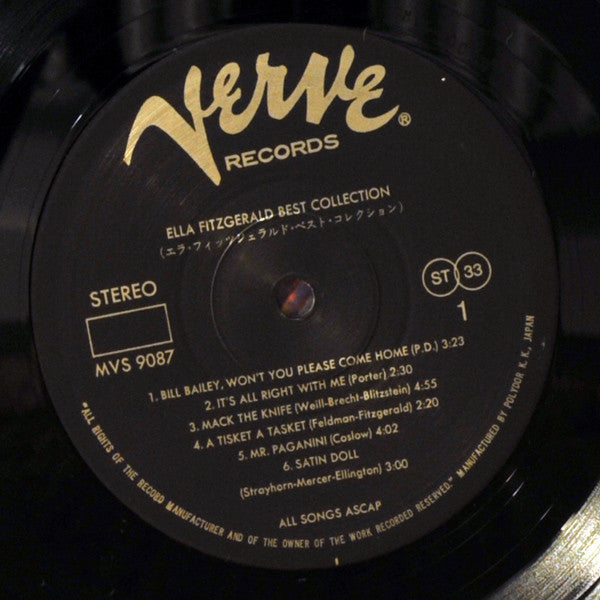 Verve®
RECORDS
ELLA FITZGERALD BEST COLLECTION
(エラ・フィッツジェラルド・ベスト・コレクション)
STEREO
MVS 9087
ST 33
1
1. BILL BAILEY, WON'T YOU PLEASE COME HOME (P.D.) 3:23
2. IT'S ALL RIGHT WITH ME (Porter) 2:30
3. MACK THE KNIFE (Weill-Brecht-Blitzstein) 4:55
4. A TISKET A TASKET (Feldman-Fitzgerald) 2:20
5. MR. PAGANINI (Coslow) 4:02
6. SATIN DOLL
(Strayhorn-Mercer-Ellington) 3:00
ALL SONGS ASCAP
"ALL RIGHTS OF THE RECORD MANUFACTURER AND OF THE OWNER OF THE WORK RECORDED RESERVED." MANUFACTURED BY POLYDOR K. K., JAPAN